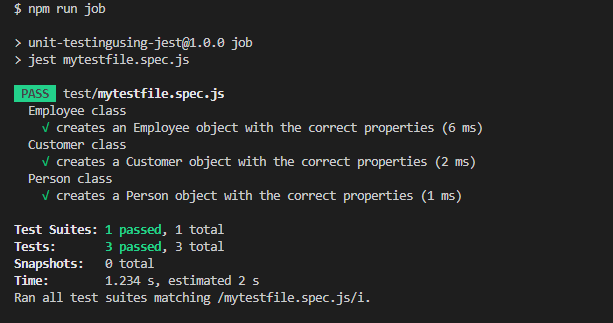 $ npm run job
> unit-testingusing-jest@1.0.0 job
> jest mytestfile.spec.js
PASS test/mytestfile.spec.js
Employee class
√ creates an Employee object with the correct properties (6 ms)
Customer class
√ creates a Customer object with the correct properties (2 ms)
Person class
√ creates a Person object with the correct properties (1 ms)
Test Suites: 1 passed, 1 total
Tests: 3 passed, 3 total
Snapshots: 0 total
Time: 1.234 s, estimated 2 s
Ran all test suites matching /mytestfile.spec.js/i.